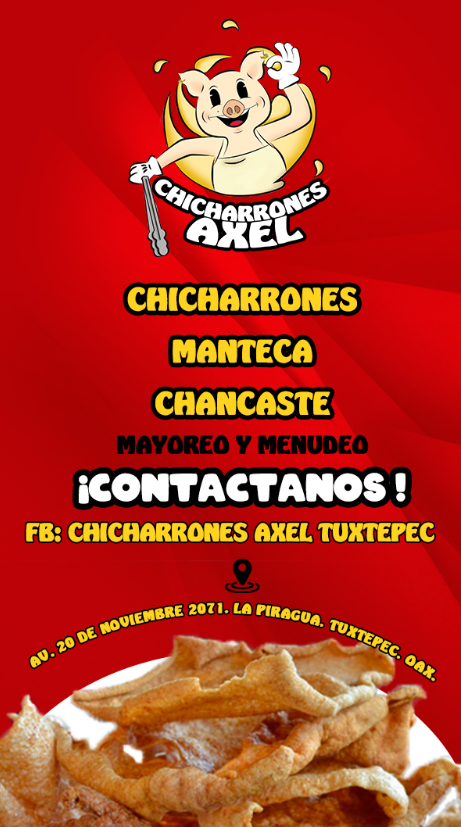 CHICHARRONES
AXEL
CHICHARRONES
MANTECA
CHANCASTE
MAYOREO Y MENUDEO
¡CONTACTANOS!
FB: CHICHARRONES AXEL TUXTEPEC
AV. 20 DE NOVIEMBRE 2071. LA PIRAGUA. TUXTEPEC. OAX.